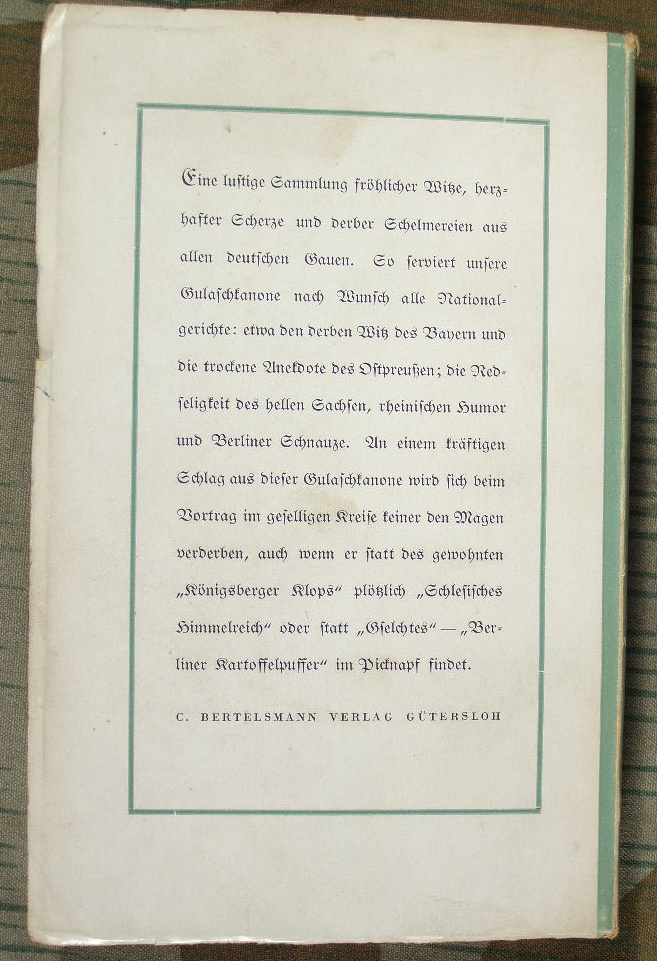 Eine luſtige Sammlung fröhlicher Witze, herz-
hafter Scherze und derber Schelmereien aus
allen deutſchen Gauen. So ſerviert unſere
Gulaſchkanone nach Wunſch alle National-
gerichte: etwa den derben Witz des Bayern und
die trockene Anekdote des Oſtpreußen; die Red-
ſeligkeit des hellen Sachſen, rheiniſchen Humor
und Berliner Schnauze. An einem kräftigen
Schlag aus dieſer Gulaſchkanone wird ſich beim
Vortrag im geſelligen Kreiſe keiner den Magen
verderben, auch wenn er ſtatt des gewohnten
„Königsberger Klops“ plötzlich „Schleſiſches
Himmelreich“ oder ſtatt „Gſelchtes“ — „Ber-
liner Kartoffelpuffer“ im Picknapf findet.
C. BERTELSMANN VERLAG GÜTERSLOH